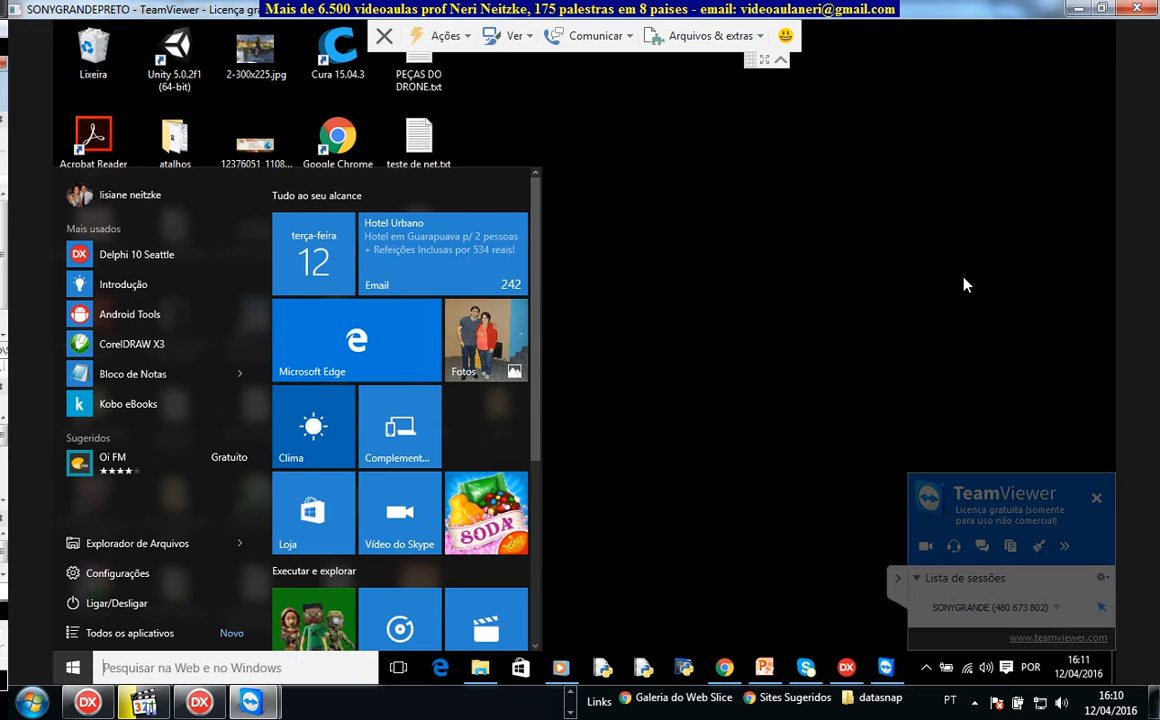 SONYGRANDEPRETO - TeamViewer - Licença gra
Mais de 6.500 videoaulas prof Neri Neitzke, 175 palestras em 8 paises - email: videoaulaneri@gmail.com
Ações
Ver
Comunicar
Arquivos & extras
Lixeira
Unity 5.0.2f1
(64-bit)
2-300x225.jpg
Cura 15.04.3
PEÇAS DO
DRONE.txt
Acrobat Reader
atalhos
12376051_1108...
Google Chrome
teste de net.txt
lisiane neitzke
Mais usados
Delphi 10 Seattle
Introdução
Android Tools
CorelDRAW X3
Bloco de Notas
Kobo eBooks
Sugeridos
Oi FM
Gratuito
Explorador de Arquivos
Configurações
Ligar/Desligar
Todos os aplicativos
Novo
Tudo ao seu alcance
terça-feira
12
Hotel Urbano
Hotel em Guarapuava p/ 2 pessoas
+ Refeições Inclusas por 534 reais!
Email
242
Microsoft Edge
Fotos
Clima
Complement...
Loja
Vídeo do Skype
SODA
King
Executar e explorar
TeamViewer
Licença gratuita (somente
para uso não comercial)
Lista de sessões
SONYGRANDE (480 673 802)
www.teamviewer.com
Pesquisar na Web e no Windows
POR
16:11
12/04/2016
DX
321
DX
Links
Galeria do Web Slice
Sites Sugeridos
datasnap
PT
16:10
12/04/2016